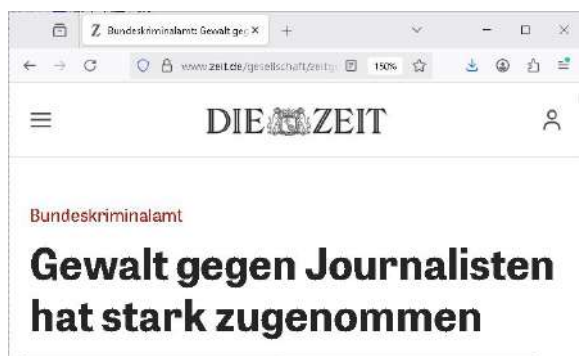 Z Bundeskriminalamt: Gewalt geg
www.zeit.de/gesellschaft/zeitg
150%
DIE ZEIT
Bundeskriminalamt
Gewalt gegen Journalisten
hat stark zugenommen